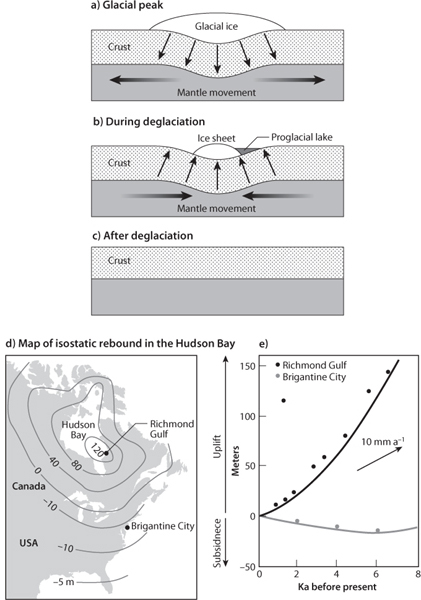 a) Glacial peak
Glacial ice
Crust
Mantle movement
b) During deglaciation
Ice sheet
Proglacial lake
Crust
Mantle movement
c) After deglaciation
Crust
d) Map of isostatic rebound in the Hudson Bay
Hudson
Bay
Richmond
Gulf
120
80
40
0
Canada
–10
Brigantine City
USA
–10
–5 m
e)
Richmond Gulf
Brigantine City
150
100
50
0
–50
Uplift
Meters
Subsidnece
10 mm a⁻¹
0
2
4
6
8
Ka before present